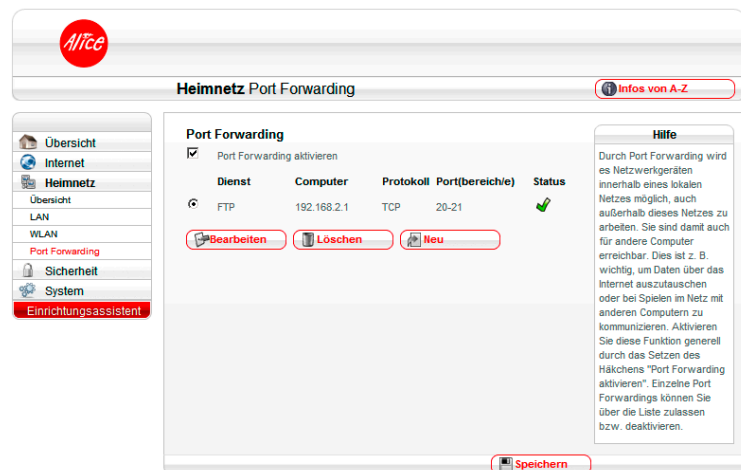 Alice
Heimnetz Port Forwarding
Infos von A-Z
Übersicht
Internet
Heimnetz
Übersicht
LAN
WLAN
Port Forwarding
Sicherheit
System
Einrichtungsassistent
Port Forwarding
Port Forwarding aktivieren
Dienst Computer Protokoll Port(bereich/e) Status
FTP 192.168.2.1 TCP 20-21
Bearbeiten Löschen Neu
Speichern
Hilfe
Durch Port Forwarding wird
es Netzwerkgeräten
innerhalb eines lokalen
Netzes möglich, auch
außerhalb dieses Netzes zu
arbeiten. Sie sind damit auch
für andere Computer
erreichbar. Dies ist z. B.
wichtig, um Daten über das
Internet auszutauschen
oder bei Spielen im Netz mit
anderen Computern zu
kommunizieren. Aktivieren
Sie diese Funktion generell
durch das Setzen des
Häkchens "Port Forwarding
aktivieren". Einzelne Port
Forwardings können Sie
über die Liste zulassen
bzw. deaktivieren.